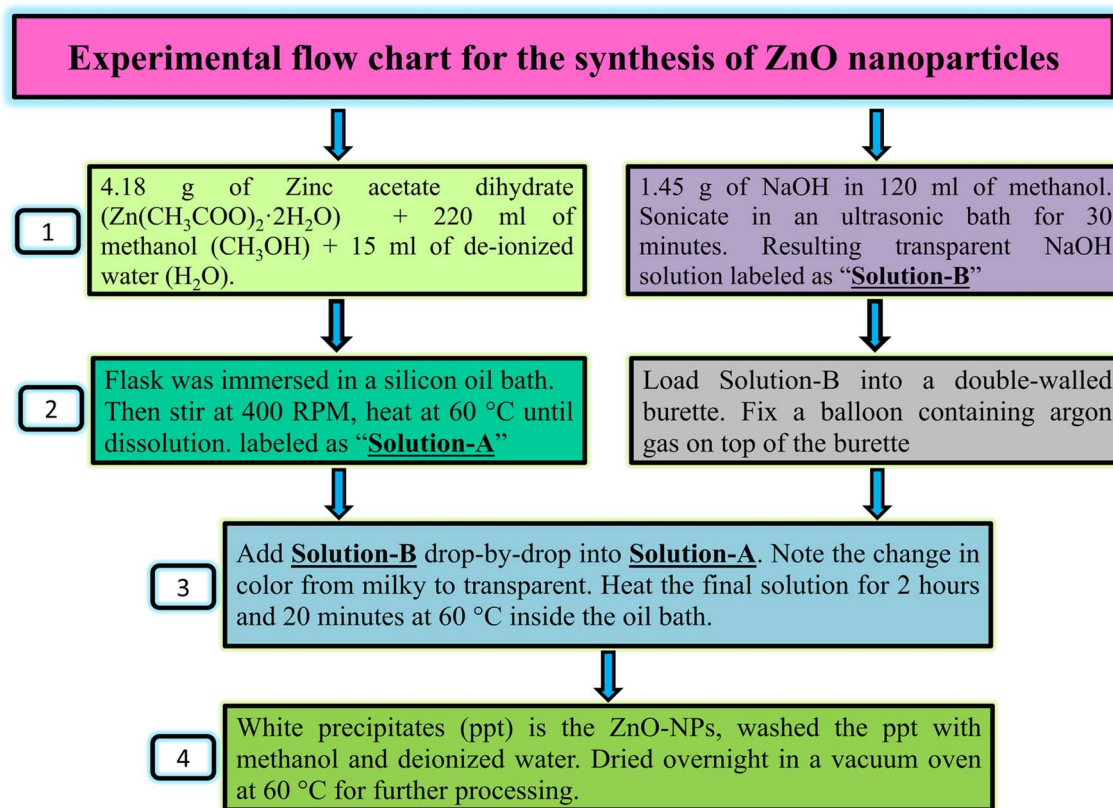 Experimental flow chart for the synthesis of ZnO nanoparticles
1
4.18 g of Zinc acetate dihydrate
(Zn(CH₃COO)₂·2H₂O) + 220 ml of
methanol (CH₃OH) + 15 ml of de-ionized
water (H₂O).
1.45 g of NaOH in 120 ml of methanol.
Sonicate in an ultrasonic bath for 30
minutes. Resulting transparent NaOH
solution labeled as “Solution-B”
2
Flask was immersed in a silicon oil bath.
Then stir at 400 RPM, heat at 60 °C until
dissolution. labeled as “Solution-A”
Load Solution-B into a double-walled
burette. Fix a balloon containing argon
gas on top of the burette
3
Add Solution-B drop-by-drop into Solution-A. Note the change in
color from milky to transparent. Heat the final solution for 2 hours
and 20 minutes at 60 °C inside the oil bath.
4
White precipitates (ppt) is the ZnO-NPs, washed the ppt with
methanol and deionized water. Dried overnight in a vacuum oven
at 60 °C for further processing.